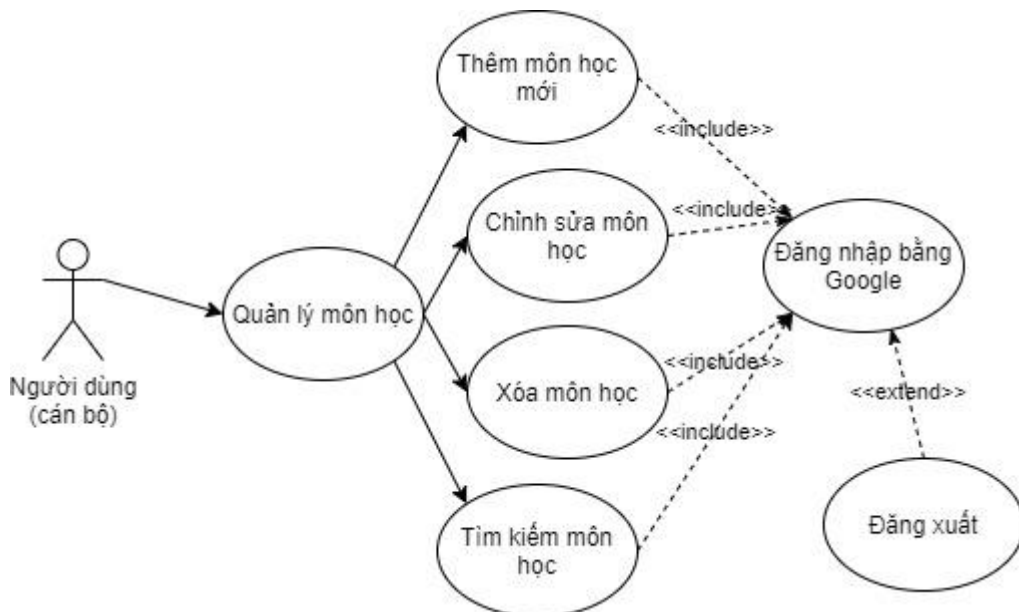 Thêm môn học
mới
<<include>>
Chỉnh sửa môn
học
<<include>>
Đăng nhập bằng
Google
Quản lý môn học
Người dùng
(cán bộ)
Xóa môn học
<<include>>
<<extend>>
<<include>>
Tìm kiếm môn
học
Đăng xuất